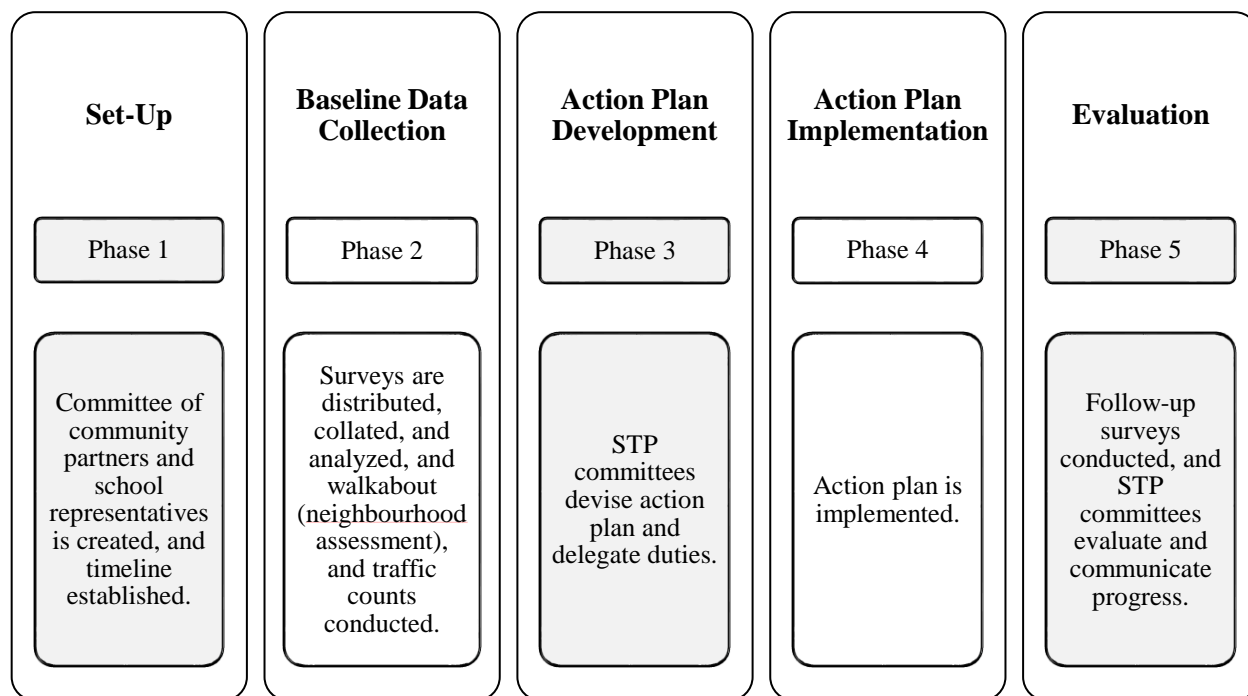 Set-Up
Phase 1
Committee of
community
partners and
school
representatives
is created, and
timeline
established.
Baseline Data
Collection
Phase 2
Surveys are
distributed,
collated, and
analyzed, and
walkabout
(neighbourhood
assessment),
and traffic
counts
conducted.
Action Plan
Development
Phase 3
STP
committees
devise action
plan and
delegate duties.
Action Plan
Implementation
Phase 4
Action plan is
implemented.
Evaluation
Phase 5
Follow-up
surveys
conducted, and
STP
committees
evaluate and
communicate
progress.